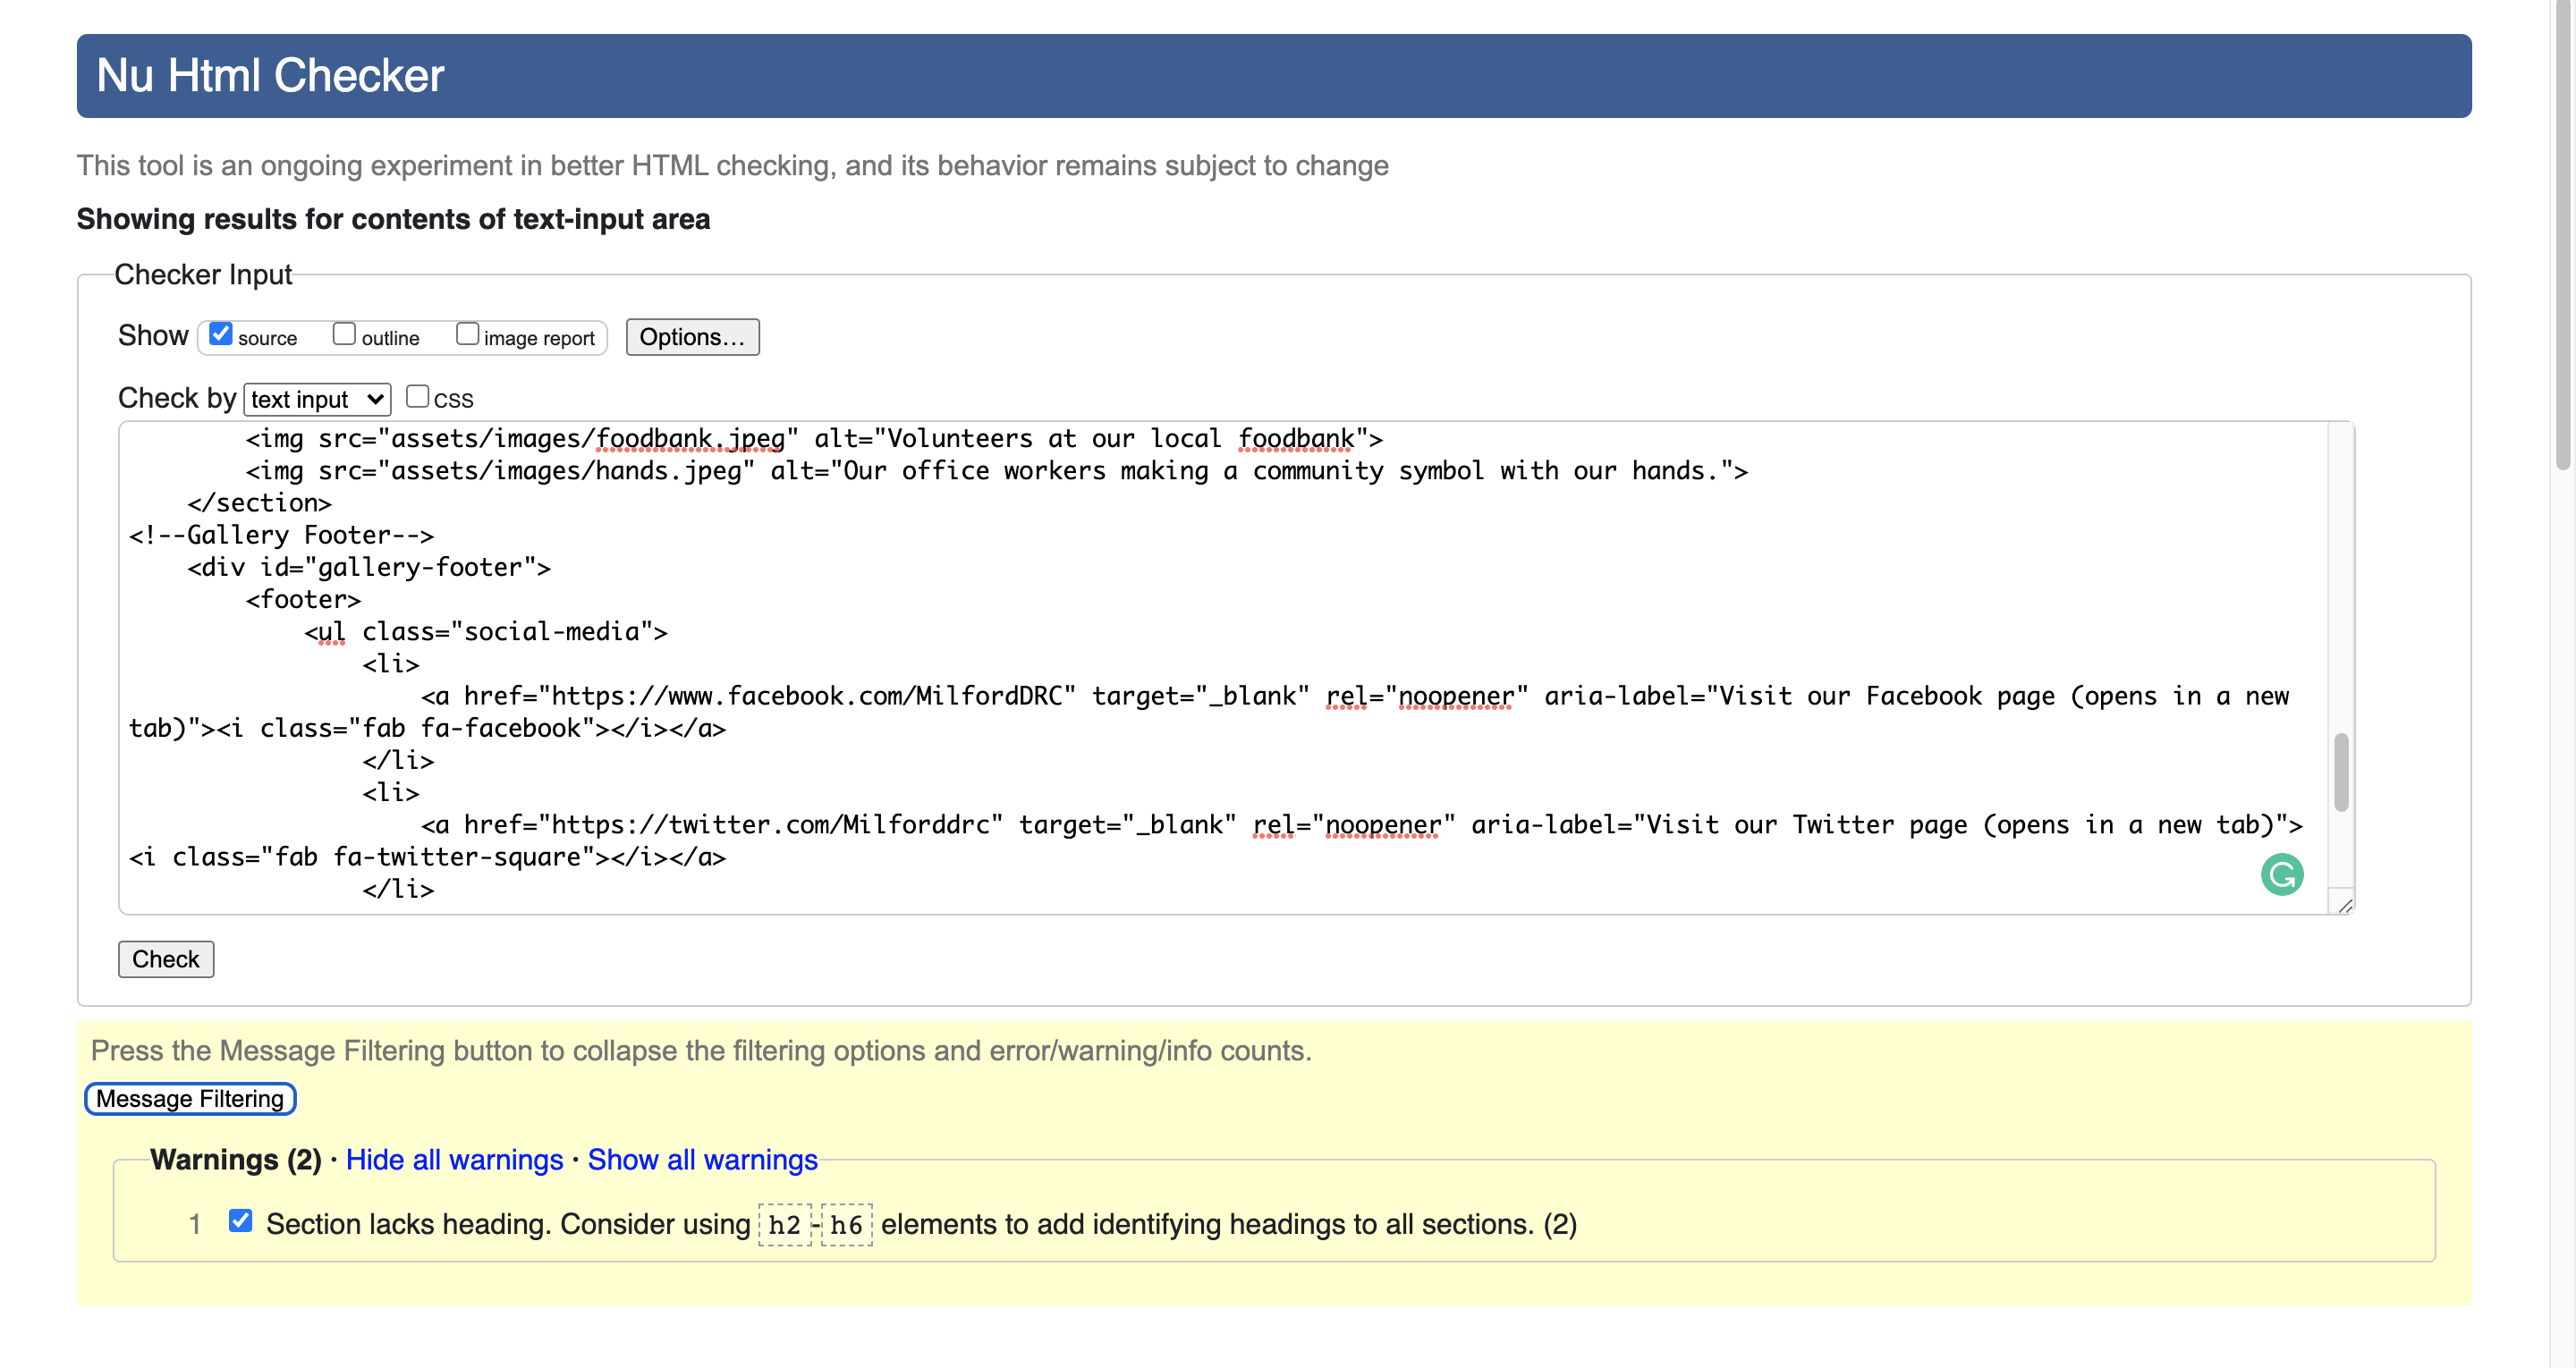 Nu Html Checker
This tool is an ongoing experiment in better HTML checking, and its behavior remains subject to change
Showing results for contents of text-input area
Checker Input
Show source outline image report Options...
Check by text input CSS
<img src="assets/images/foodbank.jpeg" alt="Volunteers at our local foodbank">
<img src="assets/images/hands.jpeg" alt="Our office workers making a community symbol with our hands.">
</section>
<!--Gallery Footer-->
<div id="gallery-footer">
<footer>
<ul class="social-media">
<li>
<a href="https://www.facebook.com/MilfordDRC" target="_blank" rel="noopener" aria-label="Visit our Facebook page (opens in a new
tab)"><i class="fab fa-facebook"></i></a>
</li>
<li>
<a href="https://twitter.com/Milforddrc" target="_blank" rel="noopener" aria-label="Visit our Twitter page (opens in a new tab)">
<i class="fab fa-twitter-square"></i></a>
</li>
Check
Press the Message Filtering button to collapse the filtering options and error/warning/info counts.
Message Filtering
Warnings (2) · Hide all warnings · Show all warnings
1 Section lacks heading. Consider using h2-h6 elements to add identifying headings to all sections. (2)